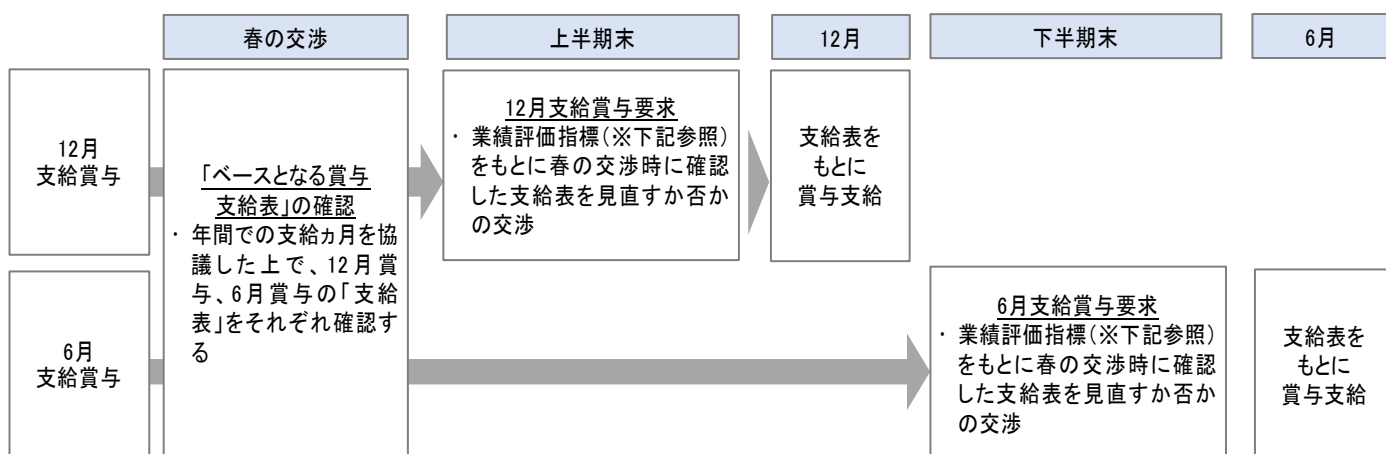 春の交渉
上半期末
12月
下半期末
6月
12月
支給賞与
「ベースとなる賞与
支給表」の確認
・ 年間での支給ヵ月を協
議した上で、12月賞
与、6月賞与の「支給
表」をそれぞれ確認す
る
12月支給賞与要求
・ 業績評価指標(※下記参照)
をもとに春の交渉時に確認
した支給表を見直すか否か
の交渉
支給表を
もとに
賞与支給
6月
支給賞与
6月支給賞与要求
・ 業績評価指標(※下記参照)
をもとに春の交渉時に確認
した支給表を見直すか否か
の交渉
支給表を
もとに
賞与支給